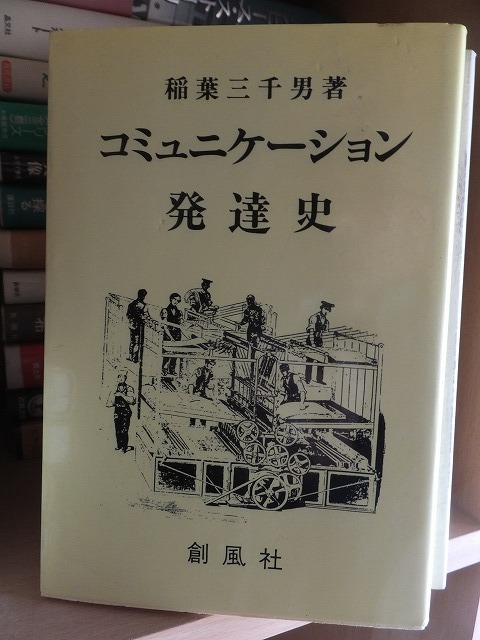 稲葉三千男著
コミュニケーション
発達史
創風社